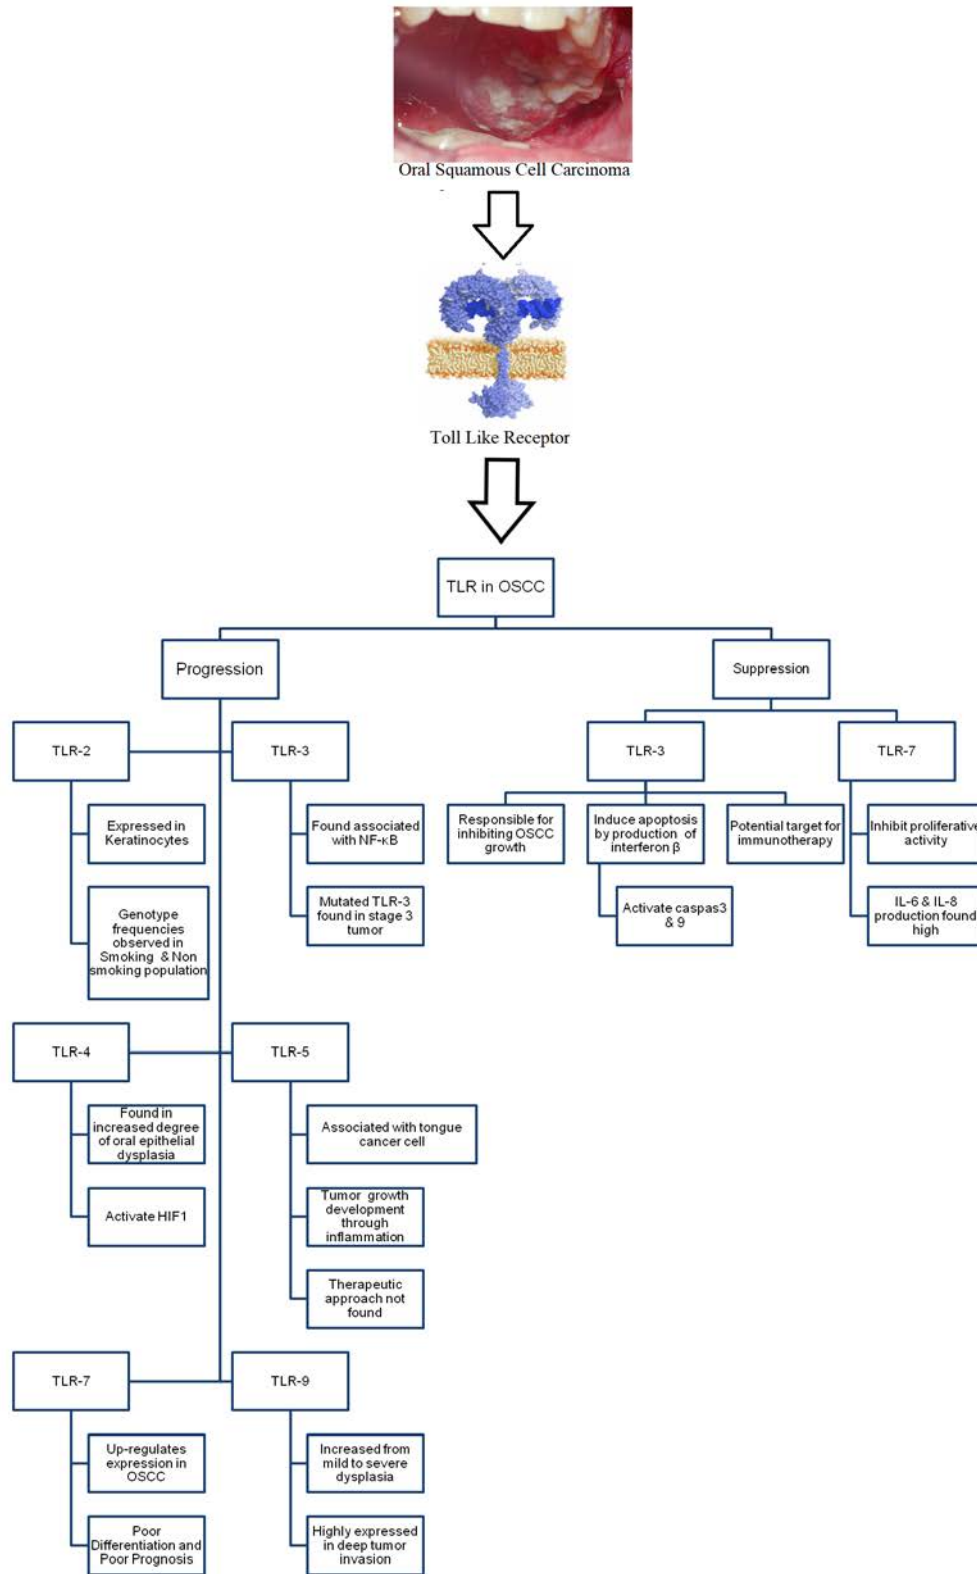 Oral Squamous Cell Carcinoma
Toll Like Receptor
TLR in OSCC
Progression
Suppression
TLR-2
TLR-3
TLR-3
TLR-7
Expressed in
Keratinocytes
Genotype
frequencies
observed in
Smoking & Non
smoking population
Found associated
with NF-κB
Mutated TLR-3
found in stage 3
tumor
Responsible for
inhibiting OSCC
growth
Induce apoptosis
by production of
interferon β
Activate caspas3
& 9
Potential target for
immunotherapy
Inhibit proliferative
activity
IL-6 & IL-8
production found
high
TLR-4
TLR-5
Found in
increased degree
of oral epithelial
dysplasia
Activate HIF1
Associated with tongue
cancer cell
Tumor growth
development
through
inflammation
Therapeutic
approach not
found
TLR-7
TLR-9
Up-regulates
expression in
OSCC
Poor
Differentiation and
Poor Prognosis
Increased from
mild to severe
dysplasia
Highly expressed
in deep tumor
invasion